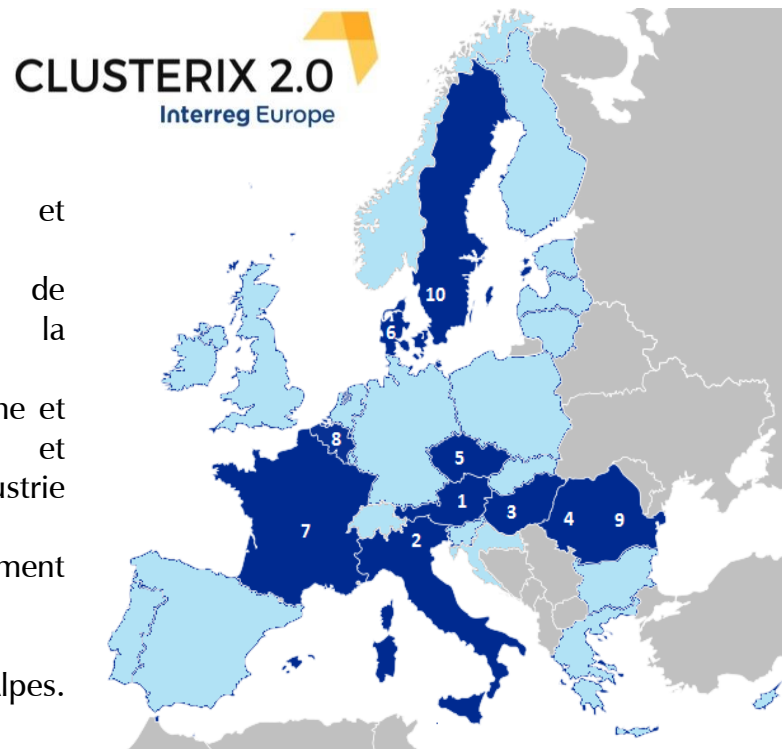 CLUSTERIX 2.0
Interreg Europe
et
de
la
ne et
et
ustrie
ment
lpes.
10
6
8
5
1
3
4
9
7
2